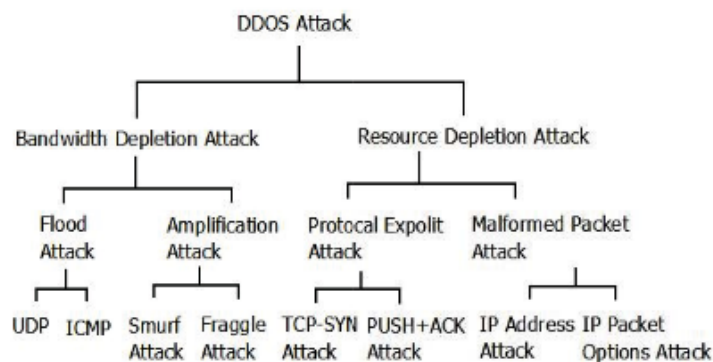 DDOS Attack
Bandwidth Depletion Attack
Resource Depletion Attack
Flood
Attack
Amplification
Attack
Protocal Expolit
Attack
Malformed Packet
Attack
UDP
ICMP
Smurf
Attack
Fraggle
Attack
TCP-SYN
Attack
PUSH+ACK
Attack
IP Address
Attack
IP Packet
Options Attack